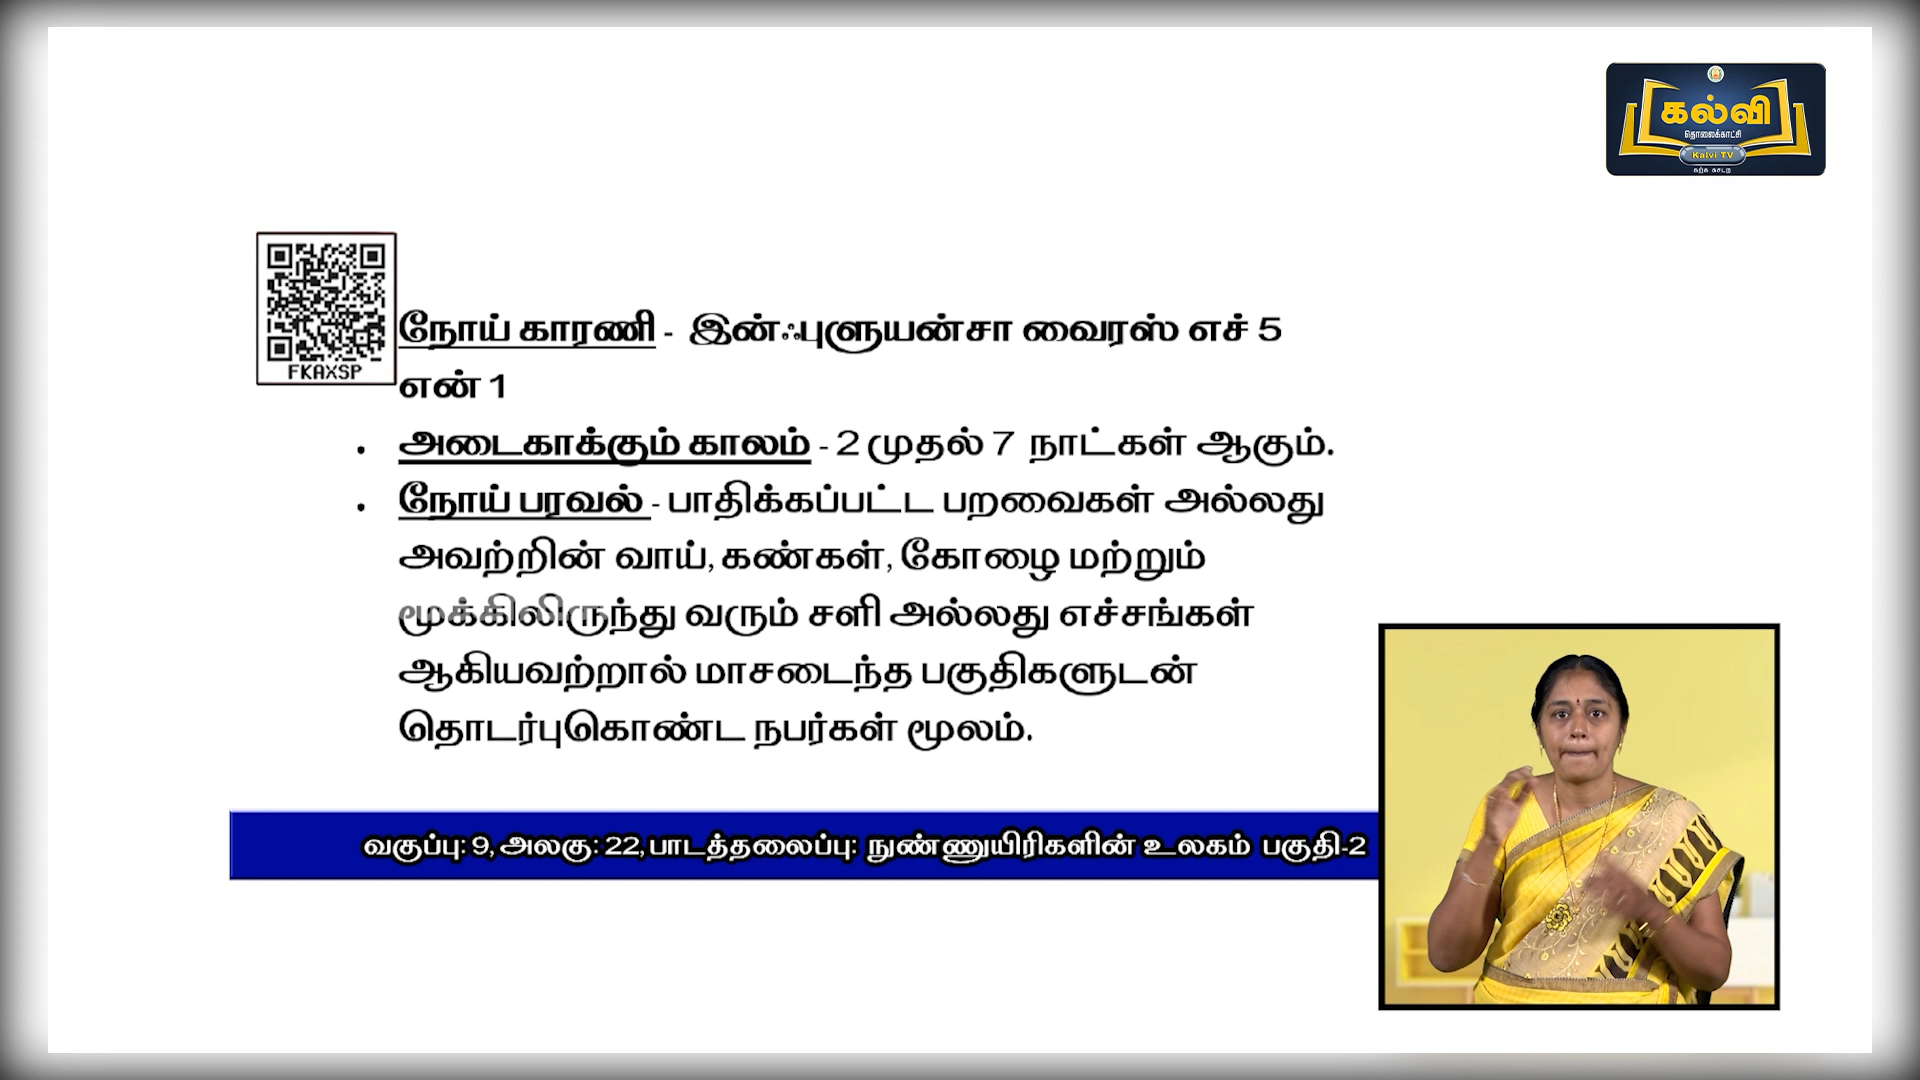 கல்வி
தொலைக்காட்சி
Kalvi TV
கற்க கசடற
FKAXSP
நோய் காரணி - இன்ஃபுளுயன்சா வைரஸ் எச் 5
என் 1
• அடைகாக்கும் காலம் - 2 முதல் 7 நாட்கள் ஆகும்.
• நோய் பரவல் - பாதிக்கப்பட்ட பறவைகள் அல்லது
அவற்றின் வாய், கண்கள், கோழை மற்றும்
மூக்கிலிருந்து வரும் சளி அல்லது எச்சங்கள்
ஆகியவற்றால் மாசடைந்த பகுதிகளுடன்
தொடர்புகொண்ட நபர்கள் மூலம்.
வகுப்பு: 9, அலகு: 22, பாடத்தலைப்பு: நுண்ணுயிரிகளின் உலகம் பகுதி-2